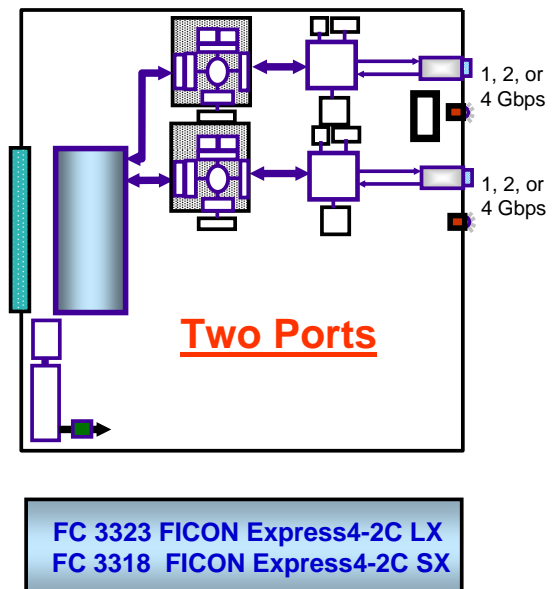 1, 2, or
4 Gbps
1, 2, or
4 Gbps
Two Ports
FC 3323 FICON Express4-2C LX
FC 3318 FICON Express4-2C SX